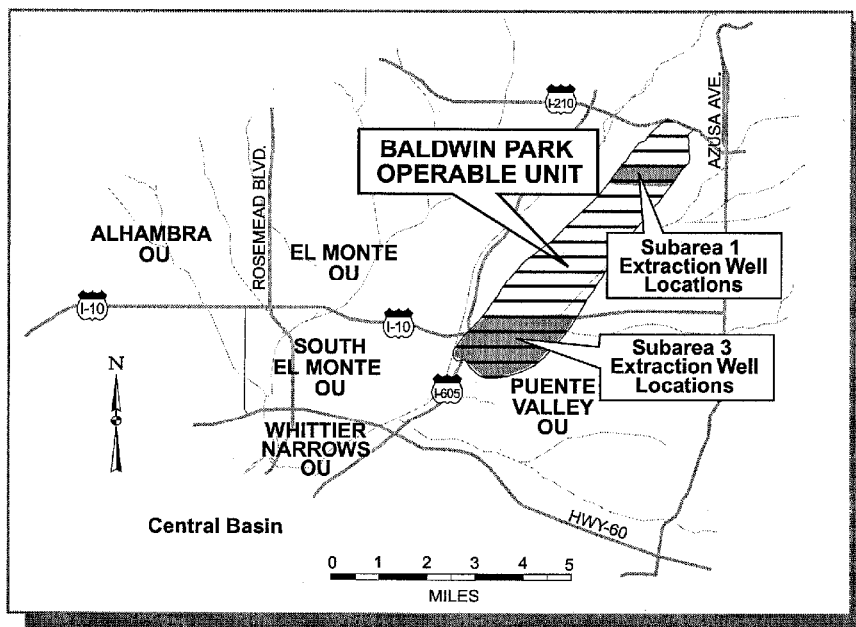 I-210
AZUSA AVE.
BALDWIN PARK
OPERABLE UNIT
ROSEMEAD BLVD.
ALHAMBRA
OU
EL MONTE
OU
Subarea 1
Extraction Well
Locations
I-10
I-10
SOUTH
EL MONTE
OU
Subarea 3
Extraction Well
Locations
N
I-605
PUENTE
VALLEY
OU
WHITTIER
NARROWS
OU
Central Basin
HWY-60
0 1 2 3 4 5
MILES